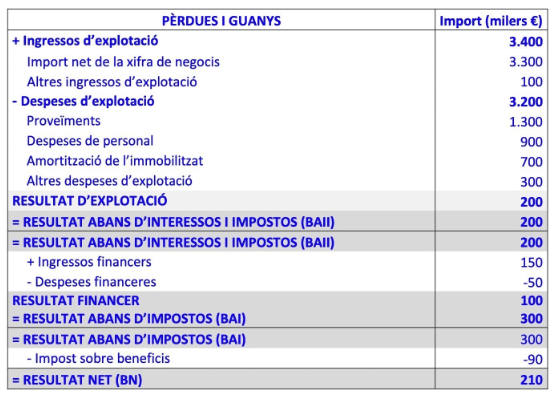 PÈRDUES I GUANYS Import (milers €)
+ Ingressos d’explotació 3.400
Import net de la xifra de negocis 3.300
Altres ingressos d’explotació 100
- Despeses d’explotació 3.200
Proveïments 1.300
Despeses de personal 900
Amortització de l’immobilitzat 700
Altres despeses d’explotació 300
RESULTAT D’EXPLOTACIÓ 200
= RESULTAT ABANS D’INTERESSOS I IMPOSTOS (BAII) 200
= RESULTAT ABANS D’INTERESSOS I IMPOSTOS (BAII) 200
+ Ingressos financers 150
- Despeses financeres -50
RESULTAT FINANCER 100
= RESULTAT ABANS D’IMPOSTOS (BAI) 300
= RESULTAT ABANS D’IMPOSTOS (BAI) 300
- Impost sobre beneficis -90
= RESULTAT NET (BN) 210